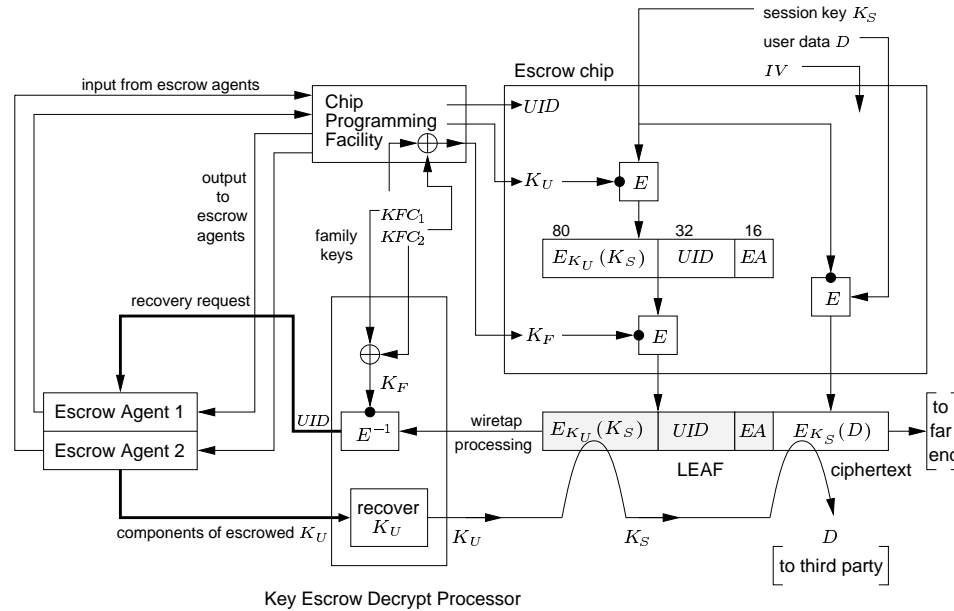 session key K_S
user data D
IV
Escrow chip
input from escrow agents
Chip
Programming
Facility
UID
K_U
E
output
to
escrow
agents
KFC_1
KFC_2
family
keys
80 32 16
E_{K_U}(K_S) UID EA
E
recovery request
K_F
E
K_F
Escrow Agent 1
Escrow Agent 2
UID
E^{-1}
wiretap
processing
E_{K_U}(K_S) UID EA E_{K_S}(D)
to
far
end
LEAF
ciphertext
recover
K_U
components of escrowed K_U
K_U
K_S
D
to third party
Key Escrow Decrypt Processor